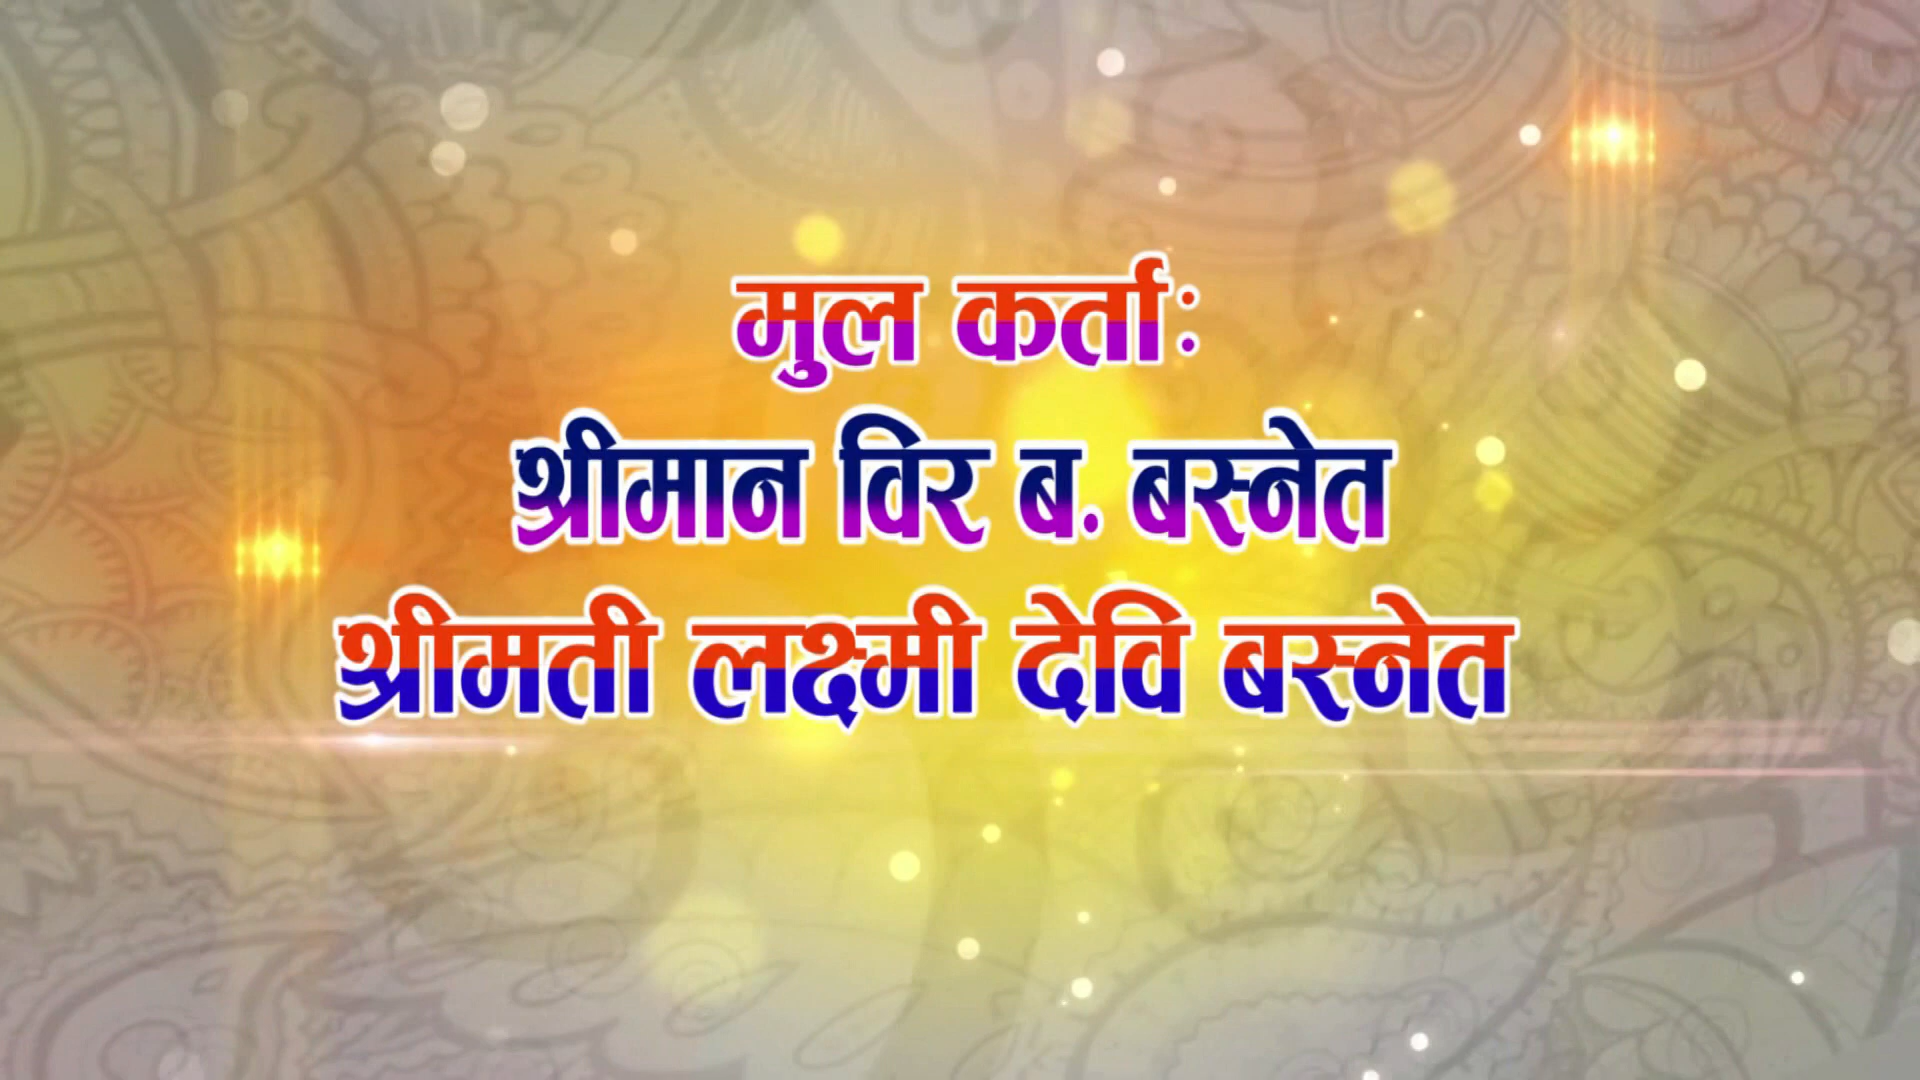 मुल कर्ताः
श्रीमान विर ब. बस्नेत
श्रीमती लक्ष्मी देवि बस्नेत